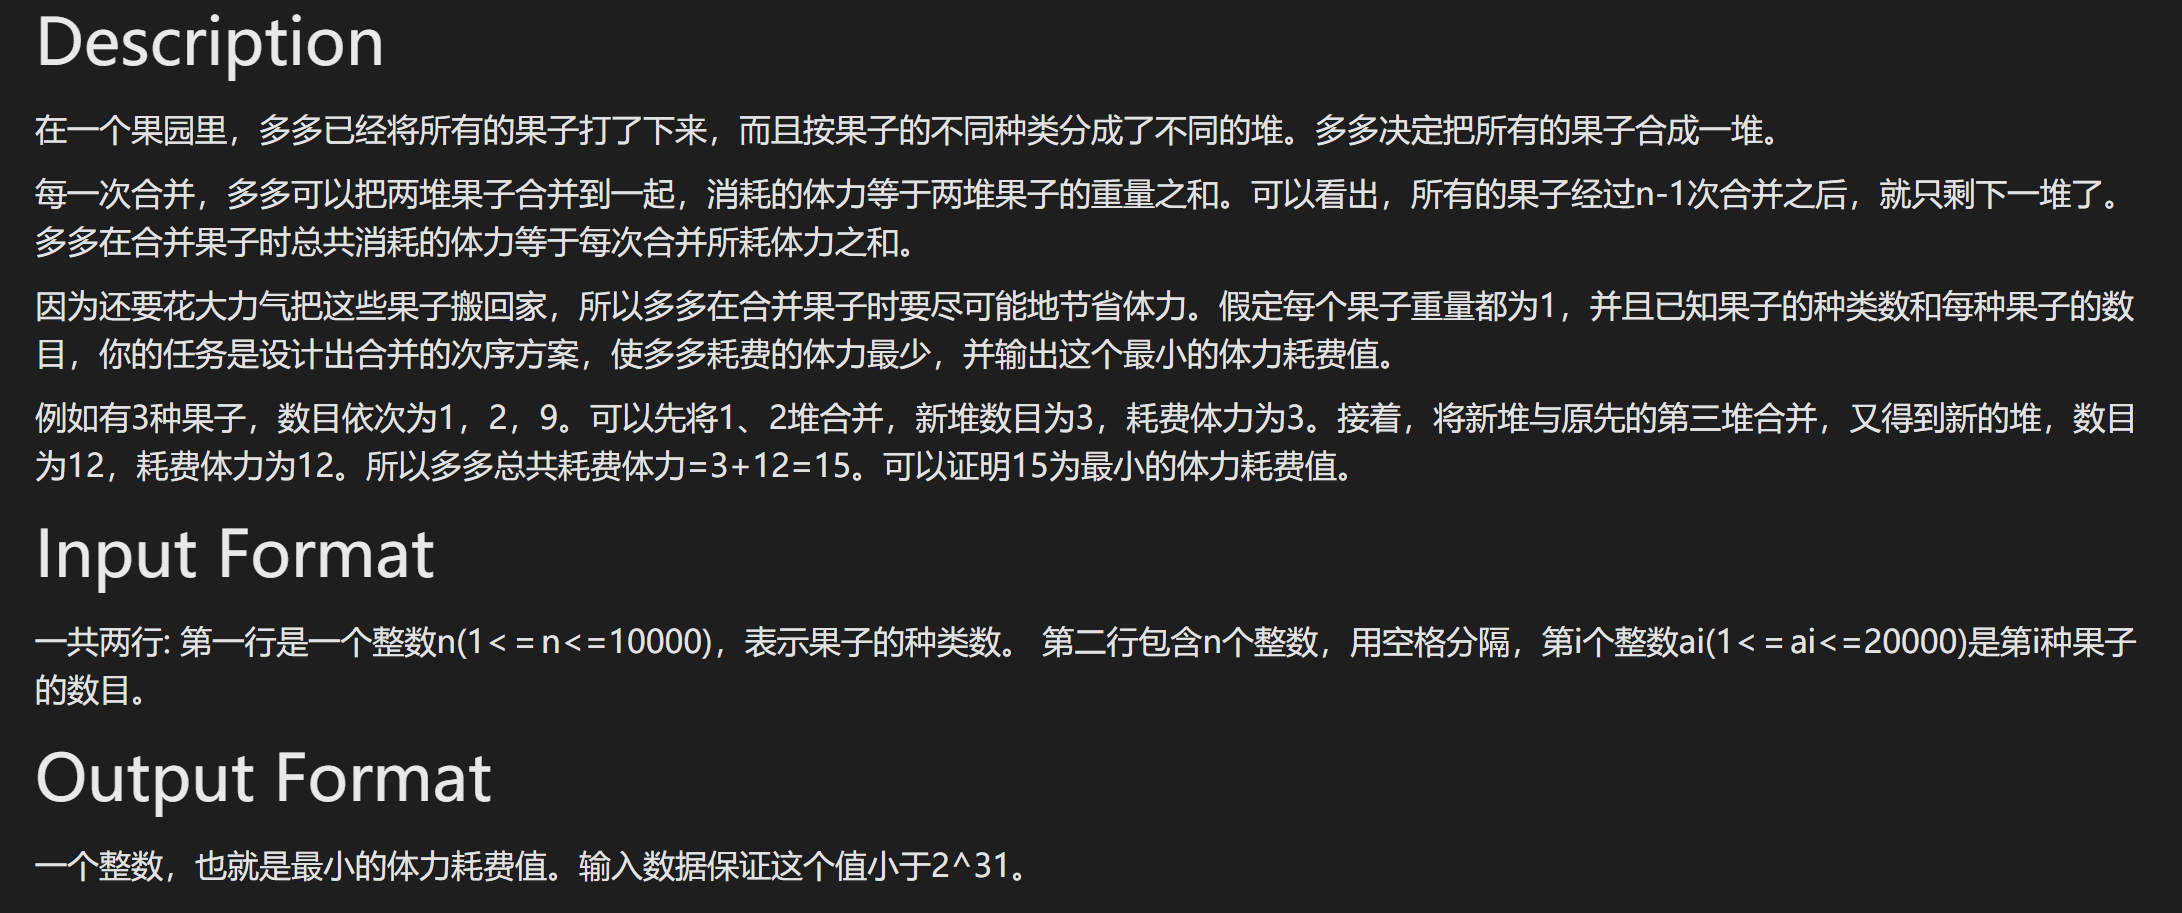 Description
在一个果园里，多多已经将所有的果子打了下来，而且按果子的不同种类分成了不同的堆。多多决定把所有的果子合成一堆。
每一次合并，多多可以把两堆果子合并到一起，消耗的体力等于两堆果子的重量之和。可以看出，所有的果子经过n-1次合并之后，就只剩下一堆了。
多多在合并果子时总共消耗的体力等于每次合并所耗体力之和。
因为还要花大力气把这些果子搬回家，所以多多在合并果子时要尽可能地节省体力。假定每个果子重量都为1，并且已知果子的种类数和每种果子的数
目，你的任务是设计出合并的次序方案，使多多耗费的体力最少，并输出这个最小的体力耗费值。
例如有3种果子，数目依次为1，2，9。可以先将1、2堆合并，新堆数目为3，耗费体力为3。接着，将新堆与原先的第三堆合并，又得到新的堆，数目
为12，耗费体力为12。所以多多总共耗费体力=3+12=15。可以证明15为最小的体力耗费值。
Input Format
一共两行: 第一行是一个整数n(1<＝n<=10000)，表示果子的种类数。 第二行包含n个整数，用空格分隔，第i个整数ai(1<＝ai<=20000)是第i种果子
的数目。
Output Format
一个整数，也就是最小的体力耗费值。输入数据保证这个值小于2^31。